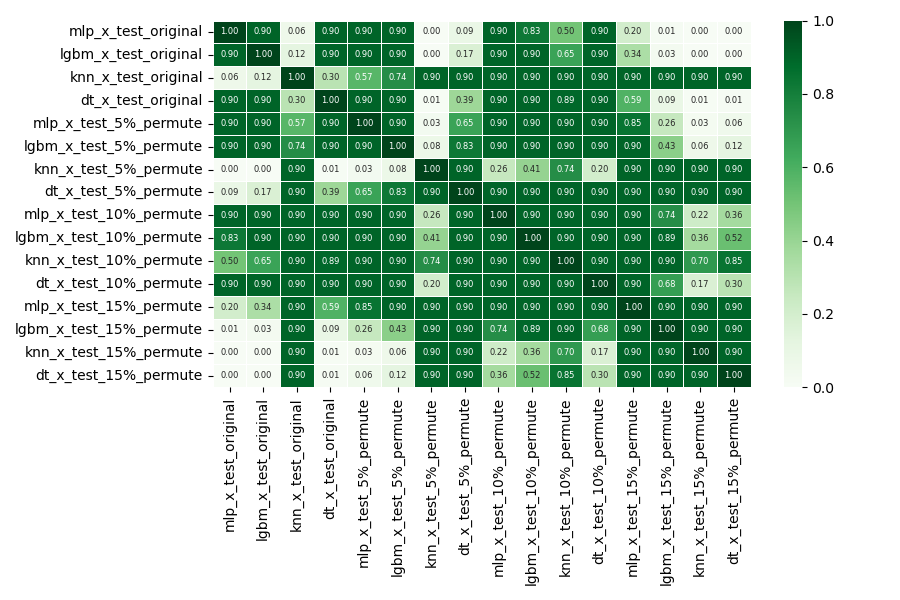 mlp_x_test_original 1.00 0.90 0.06 0.90 0.90 0.90 0.00 0.09 0.90 0.83 0.50 0.90 0.20 0.01 0.00 0.00
lgbm_x_test_original 0.90 1.00 0.12 0.90 0.90 0.90 0.00 0.17 0.90 0.90 0.65 0.90 0.34 0.03 0.00 0.00
knn_x_test_original 0.06 0.12 1.00 0.30 0.57 0.74 0.90 0.90 0.90 0.90 0.90 0.90 0.90 0.90 0.90 0.90
dt_x_test_original 0.90 0.90 0.30 1.00 0.90 0.90 0.01 0.39 0.90 0.90 0.89 0.90 0.59 0.09 0.01 0.01
mlp_x_test_5%_permute 0.90 0.90 0.57 0.90 1.00 0.90 0.03 0.65 0.90 0.90 0.90 0.90 0.85 0.26 0.03 0.06
lgbm_x_test_5%_permute 0.90 0.90 0.74 0.90 0.90 1.00 0.08 0.83 0.90 0.90 0.90 0.90 0.90 0.43 0.06 0.12
knn_x_test_5%_permute 0.00 0.00 0.90 0.01 0.03 0.08 1.00 0.90 0.26 0.41 0.74 0.20 0.90 0.90 0.90 0.90
dt_x_test_5%_permute 0.09 0.17 0.90 0.39 0.65 0.83 0.90 1.00 0.90 0.90 0.90 0.90 0.90 0.90 0.90 0.90
mlp_x_test_10%_permute 0.90 0.90 0.90 0.90 0.90 0.90 0.26 0.90 1.00 0.90 0.90 0.90 0.90 0.74 0.22 0.36
lgbm_x_test_10%_permute 0.83 0.90 0.90 0.90 0.90 0.90 0.41 0.90 0.90 1.00 0.90 0.90 0.90 0.89 0.36 0.52
knn_x_test_10%_permute 0.50 0.65 0.90 0.89 0.90 0.90 0.74 0.90 0.90 0.90 1.00 0.90 0.90 0.90 0.70 0.85
dt_x_test_10%_permute 0.90 0.90 0.90 0.90 0.90 0.90 0.20 0.90 0.90 0.90 0.90 1.00 0.90 0.68 0.17 0.30
mlp_x_test_15%_permute 0.20 0.34 0.90 0.59 0.85 0.90 0.90 0.90 0.90 0.90 0.90 0.90 1.00 0.90 0.90 0.90
lgbm_x_test_15%_permute 0.01 0.03 0.90 0.09 0.26 0.43 0.90 0.90 0.74 0.89 0.90 0.68 0.90 1.00 0.90 0.90
knn_x_test_15%_permute 0.00 0.00 0.90 0.01 0.03 0.06 0.90 0.90 0.22 0.36 0.70 0.17 0.90 0.90 1.00 0.90
dt_x_test_15%_permute 0.00 0.00 0.90 0.01 0.06 0.12 0.90 0.90 0.36 0.52 0.85 0.30 0.90 0.90 0.90 1.00
mlp_x_test_original
lgbm_x_test_original
knn_x_test_original
dt_x_test_original
mlp_x_test_5%_permute
lgbm_x_test_5%_permute
knn_x_test_5%_permute
dt_x_test_5%_permute
mlp_x_test_10%_permute
lgbm_x_test_10%_permute
knn_x_test_10%_permute
dt_x_test_10%_permute
mlp_x_test_15%_permute
lgbm_x_test_15%_permute
knn_x_test_15%_permute
dt_x_test_15%_permute
1.0
0.8
0.6
0.4
0.2
0.0